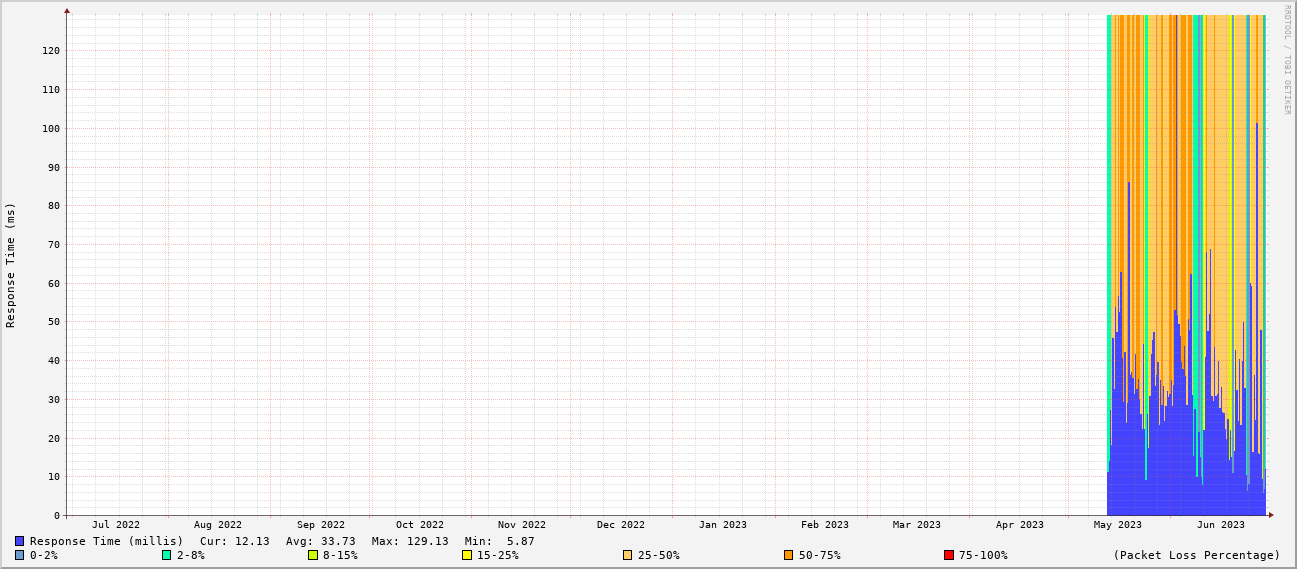 RRDTOOL / TOBI OETIKER
Response Time (ms)
120
110
100
90
80
70
60
50
40
30
20
10
0
Jul 2022 Aug 2022 Sep 2022 Oct 2022 Nov 2022 Dec 2022 Jan 2023 Feb 2023 Mar 2023 Apr 2023 May 2023 Jun 2023
Response Time (millis) Cur: 12.13 Avg: 33.73 Max: 129.13 Min: 5.87
0-2% 2-8% 8-15% 15-25% 25-50% 50-75% 75-100% (Packet Loss Percentage)